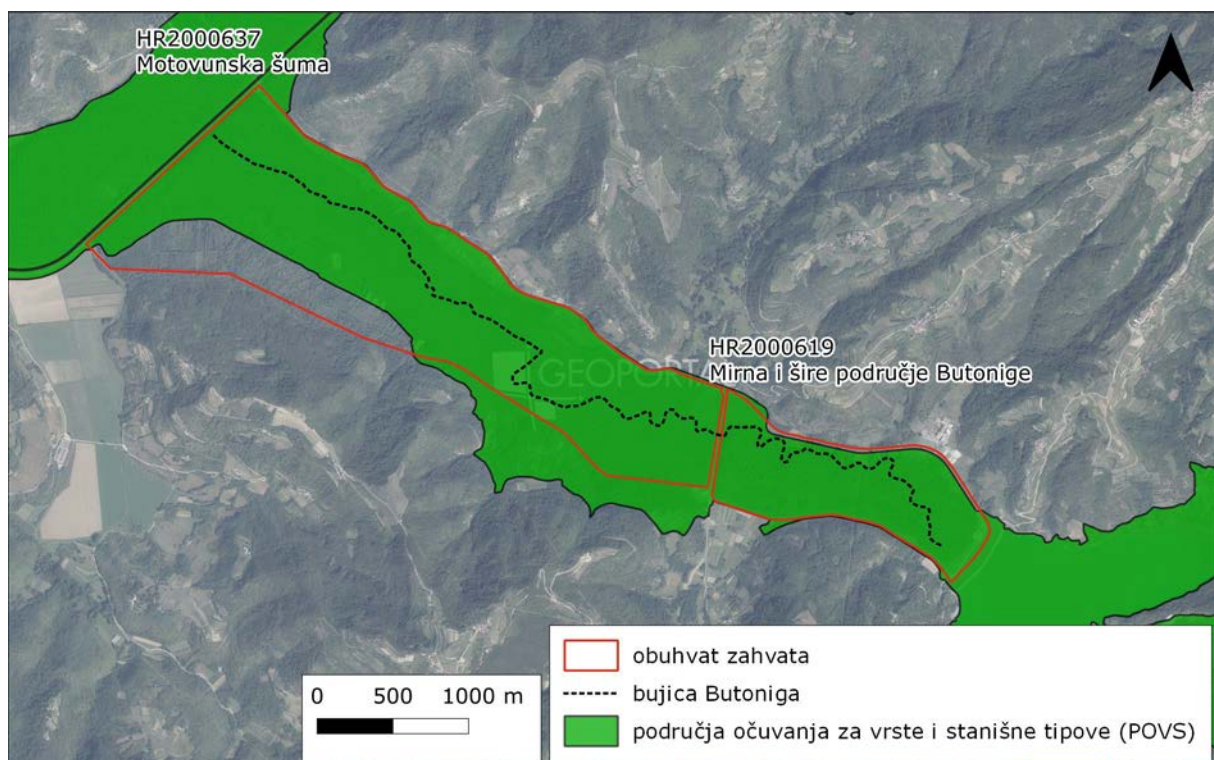 HR2000637
Motovunska šuma
HR2000619
Mirna i šire područje Butonige
GEOPORTAL
0 500 1000 m
obuhvat zahvata
bujica Butoniga
područja očuvanja za vrste i stanišne tipove (POVS)